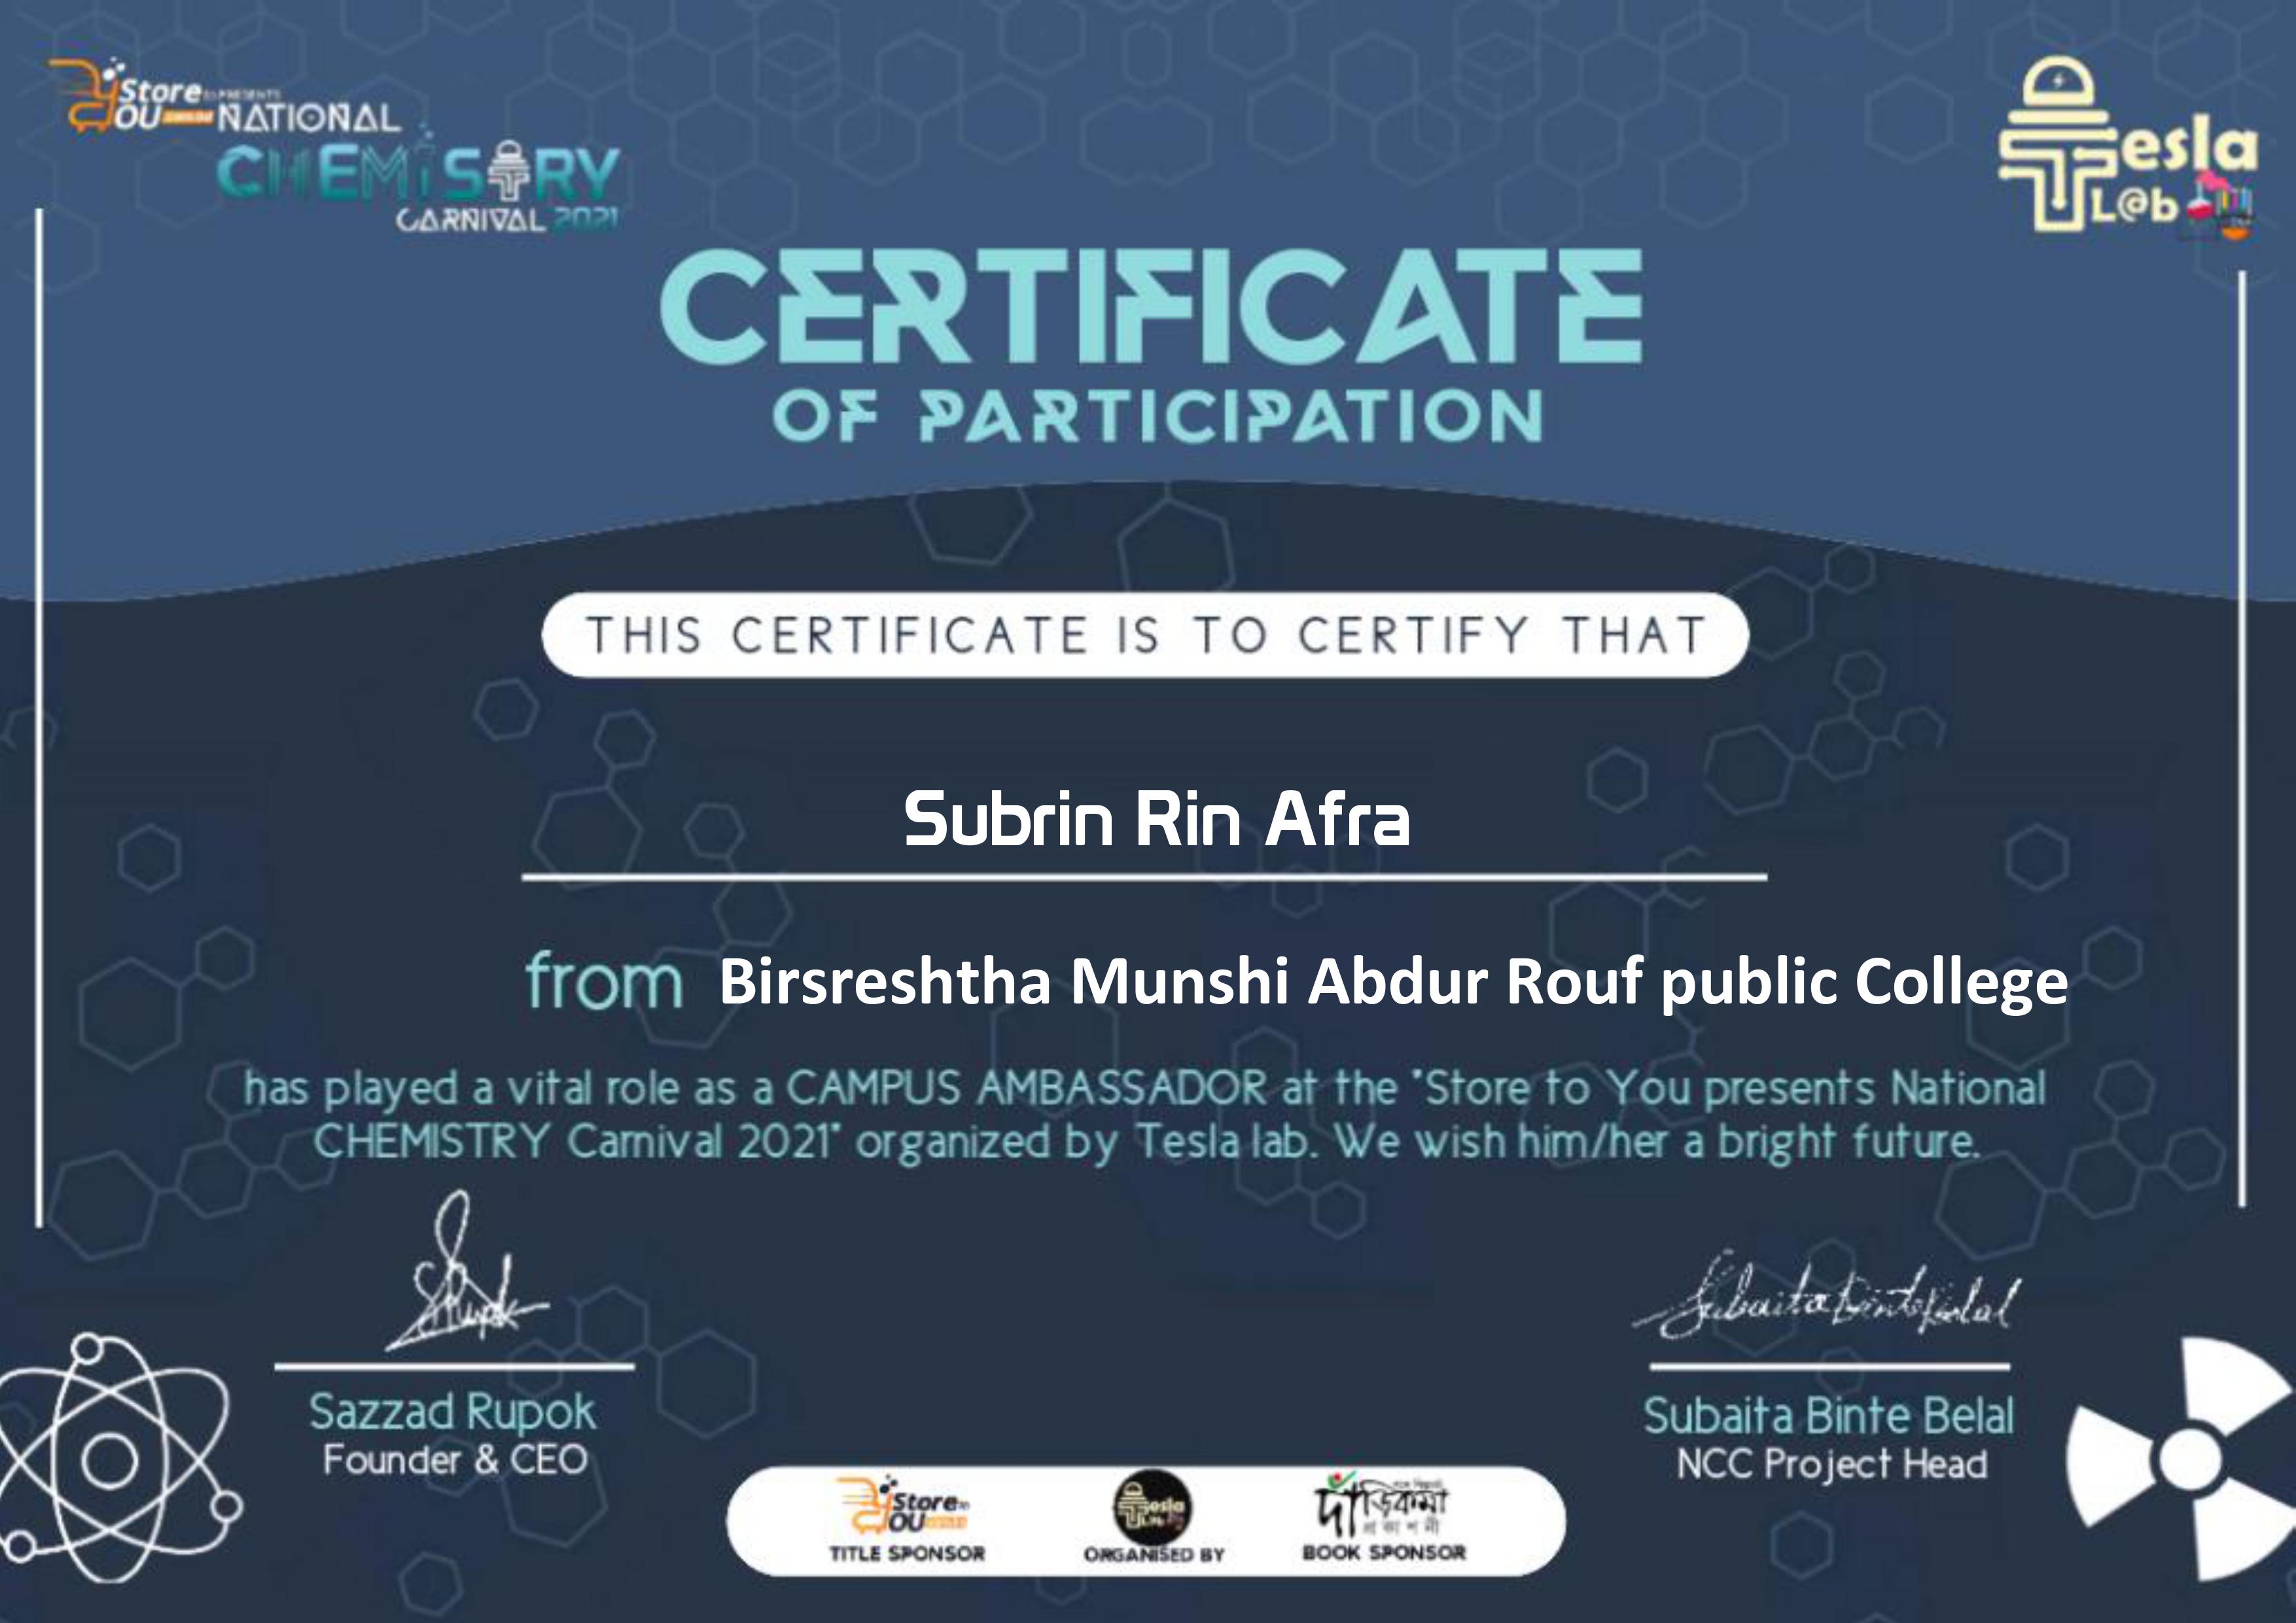 Store to PRESENTS
YOU NATIONAL
CHEMISTRY
CARNIVAL 2021
Tesla
L@b
CERTIFICATE
OF PARTICIPATION
THIS CERTIFICATE IS TO CERTIFY THAT
Subrin Rin Afra
from Birsreshtha Munshi Abdur Rouf public College
has played a vital role as a CAMPUS AMBASSADOR at the "Store to You presents National
CHEMISTRY Carnival 2021" organized by Tesla lab. We wish him/her a bright future.
Rupok
Subaita Binte Belal
Sazzad Rupok
Founder & CEO
Subaita Binte Belal
NCC Project Head
Store to
YOU
TITLE SPONSOR
Tesla
L@b
ORGANISED BY
দাঁড়িকমা
প্রকাশনী
BOOK SPONSOR